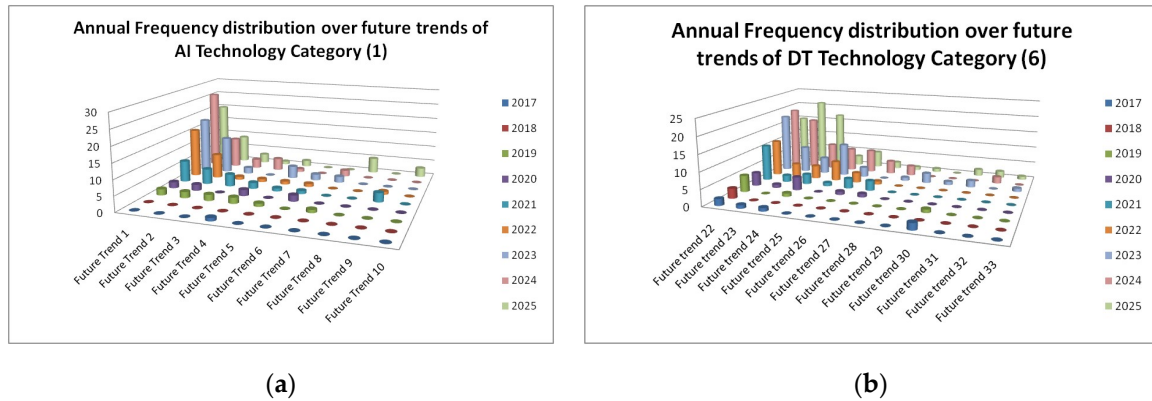 Annual Frequency distribution over future trends of
AI Technology Category (1)
30
25
20
15
10
5
0
Future Trend 1
Future Trend 2
Future Trend 3
Future Trend 4
Future Trend 5
Future Trend 6
Future Trend 7
Future Trend 8
Future Trend 9
Future Trend 10
2017
2018
2019
2020
2021
2022
2023
2024
2025
(a)
Annual Frequency distribution over future
trends of DT Technology Category (6)
25
20
15
10
5
0
Future trend 22
Future trend 23
Future trend 24
Future trend 25
Future trend 26
Future trend 27
Future trend 28
Future trend 29
Future trend 30
Future trend 31
Future trend 32
Future trend 33
2017
2018
2019
2020
2021
2022
2023
2024
2025
(b)